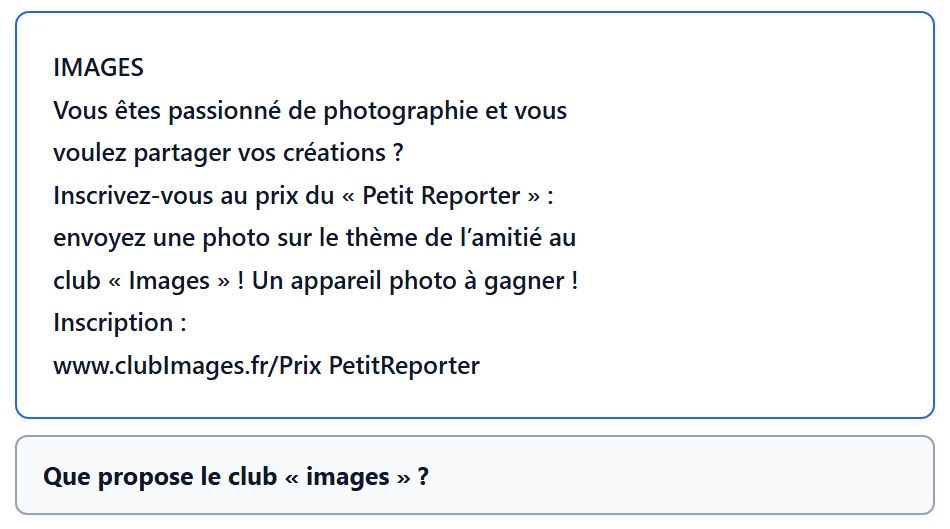 IMAGES
Vous êtes passionné de photographie et vous
voulez partager vos créations ?
Inscrivez-vous au prix du « Petit Reporter » :
envoyez une photo sur le thème de l’amitié au
club « Images » ! Un appareil photo à gagner !
Inscription :
www.clubImages.fr/Prix PetitReporter
Que propose le club « images » ?